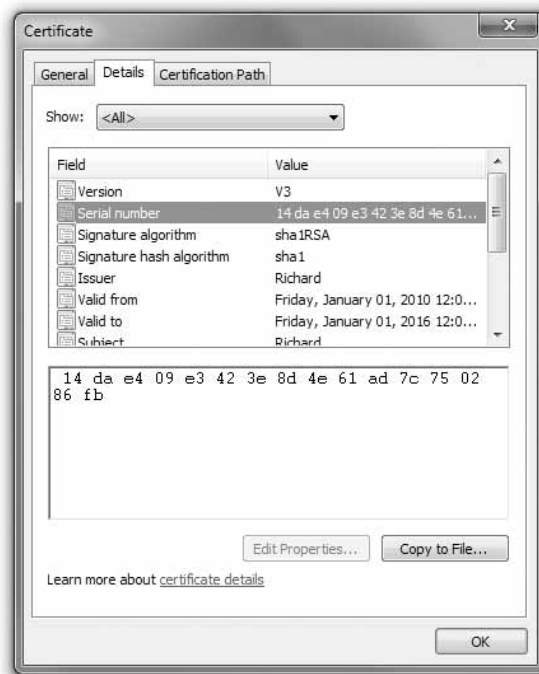 Certificate
General Details Certification Path
Show: <All>
Field Value
Version V3
Serial number 14 da e4 09 e3 42 3e 8d 4e 61...
Signature algorithm sha1RSA
Signature hash algorithm sha1
Issuer Richard
Valid from Friday, January 01, 2010 12:0...
Valid to Friday, January 01, 2016 12:0...
Subject Richard
14 da e4 09 e3 42 3e 8d 4e 61 ad 7c 75 02
86 fb
Edit Properties... Copy to File...
Learn more about certificate details
OK